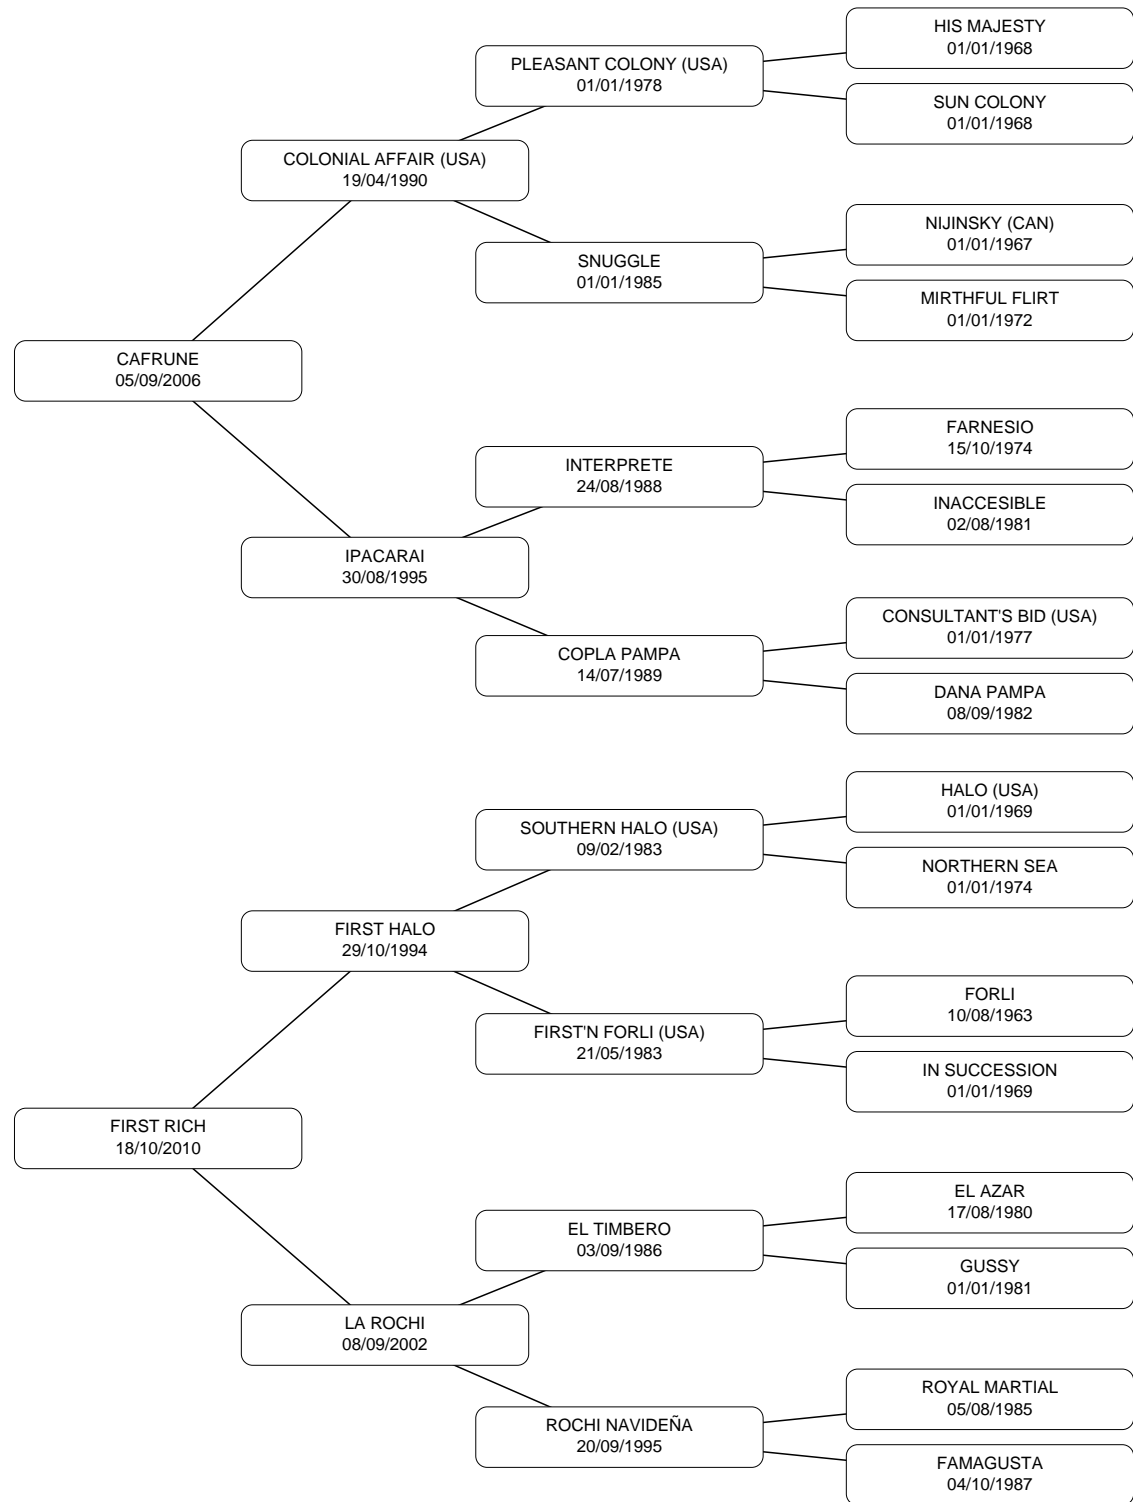 HIS MAJESTY
01/01/1968
PLEASANT COLONY (USA)
01/01/1978
SUN COLONY
01/01/1968
COLONIAL AFFAIR (USA)
19/04/1990
NIJINSKY (CAN)
01/01/1967
SNUGGLE
01/01/1985
MIRTHFUL FLIRT
01/01/1972
CAFRUNE
05/09/2006
FARNESIO
15/10/1974
INTERPRETE
24/08/1988
INACCESIBLE
02/08/1981
IPACARAI
30/08/1995
CONSULTANT'S BID (USA)
01/01/1977
COPLA PAMPA
14/07/1989
DANA PAMPA
08/09/1982
HALO (USA)
01/01/1969
SOUTHERN HALO (USA)
09/02/1983
NORTHERN SEA
01/01/1974
FIRST HALO
29/10/1994
FORLI
10/08/1963
FIRST'N FORLI (USA)
21/05/1983
IN SUCCESSION
01/01/1969
FIRST RICH
18/10/2010
EL AZAR
17/08/1980
EL TIMBERO
03/09/1986
GUSSY
01/01/1981
LA ROCHI
08/09/2002
ROYAL MARTIAL
05/08/1985
ROCHI NAVIDEÑA
20/09/1995
FAMAGUSTA
04/10/1987